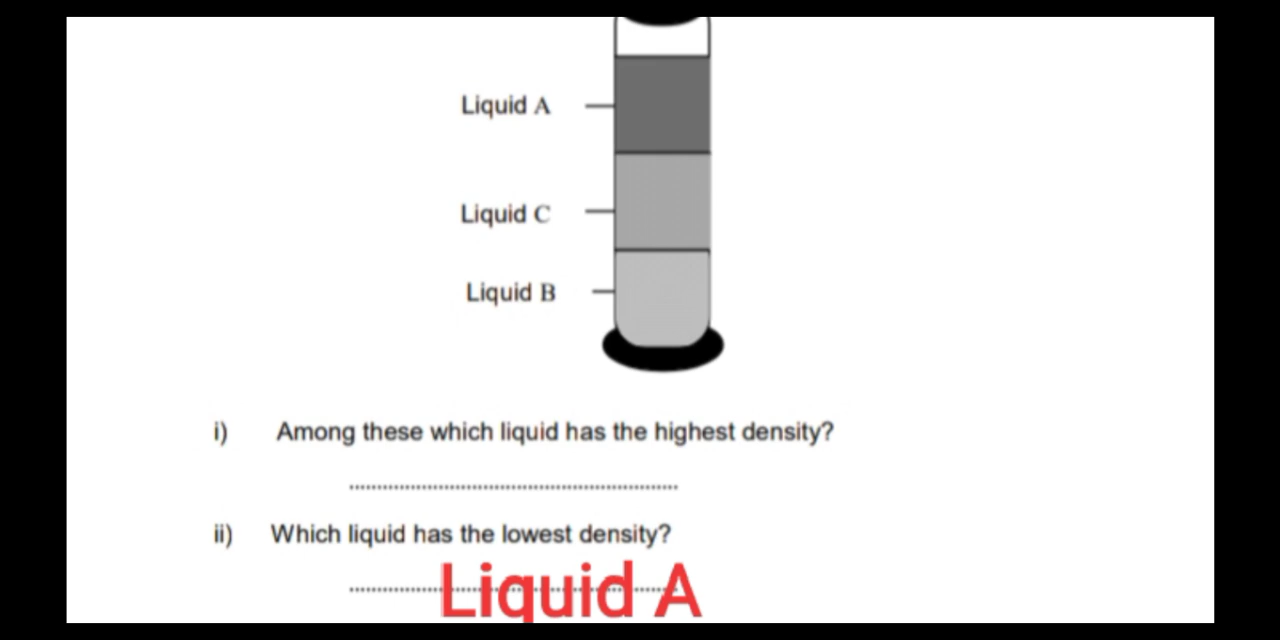 Liquid A
Liquid C
Liquid B
i) Among these which liquid has the highest density?
ii) Which liquid has the lowest density?
Liquid A